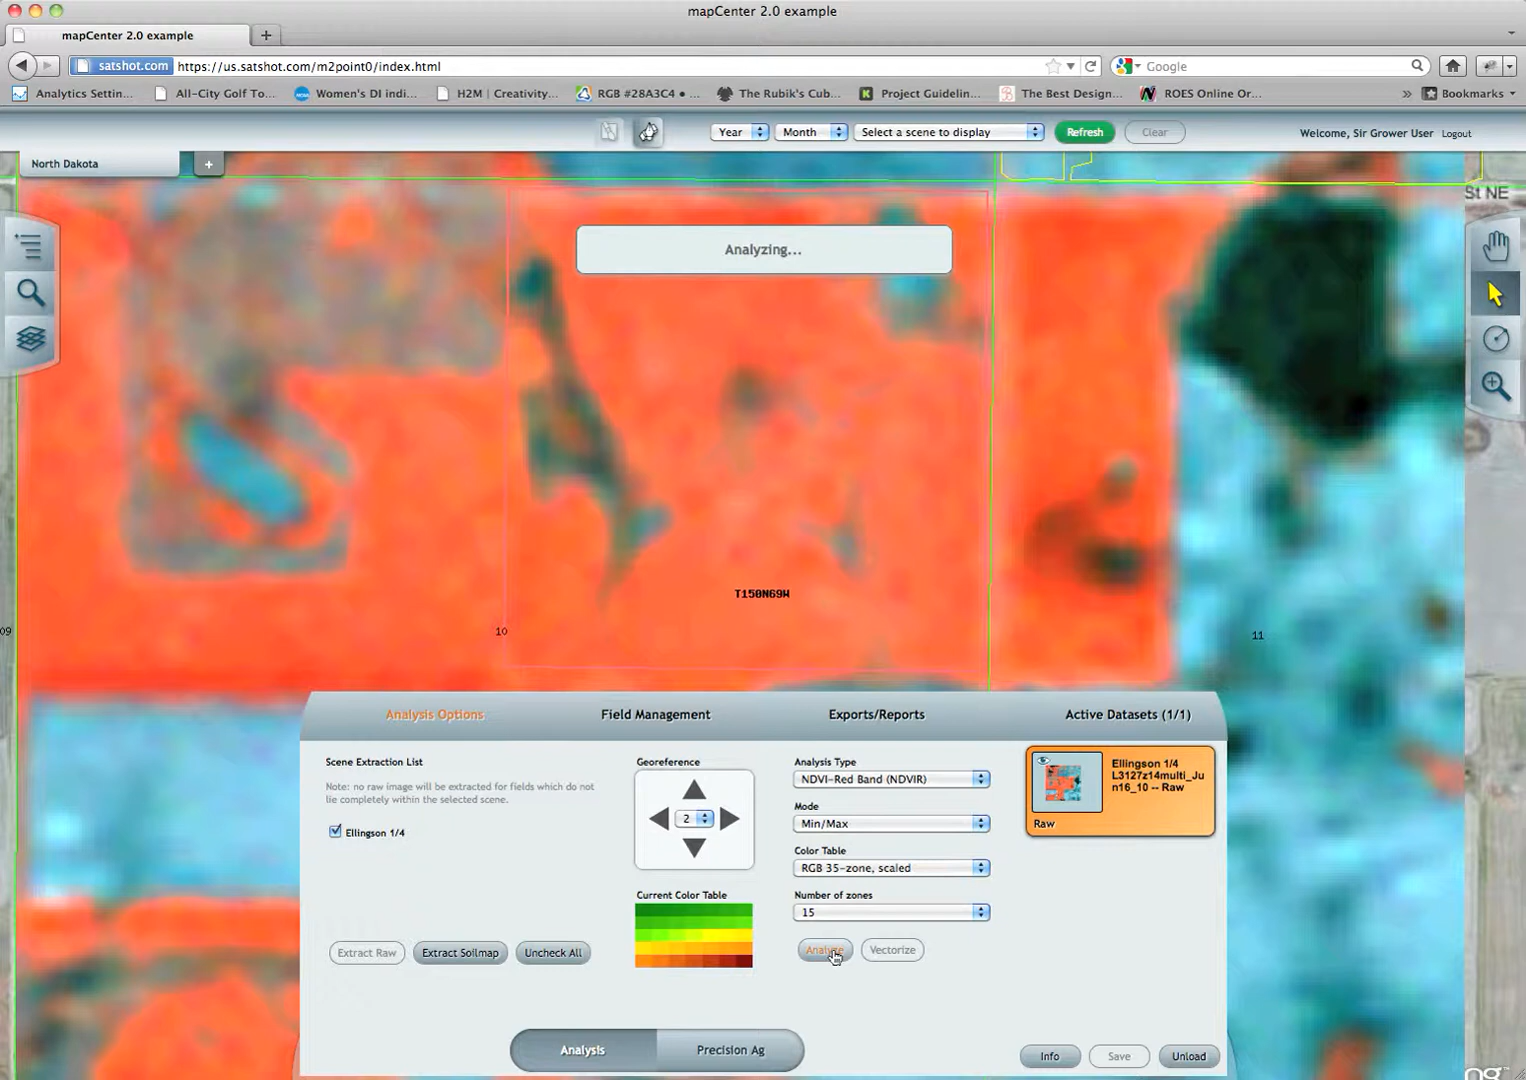 mapCenter 2.0 example
mapCenter 2.0 example
satshot.com https://us.satshot.com/m2point0/index.html
Google
Analytics Settin... All-City Golf To... Women's DI indi... H2M | Creativity... RGB #28A3C4 • ... The Rubik's Cub... Project Guidelin... The Best Design... ROES Online Or... » Bookmarks
Year Month Select a scene to display Refresh Clear Welcome, Sir Grower User Logout
North Dakota +
St NE
Analyzing...
T150N69W
09 10 11
Analysis Options Field Management Exports/Reports Active Datasets (1/1)
Scene Extraction List
Note: no raw image will be extracted for fields which do not
lie completely within the selected scene.
Ellingson 1/4
Extract Raw Extract Soilmap Uncheck All
Georeference
2
Current Color Table
Analysis Type
NDVI-Red Band (NDVIR)
Mode
Min/Max
Color Table
RGB 35-zone, scaled
Number of zones
15
Analyze Vectorize
Ellingson 1/4
L3127z14multi_Ju
n16_10 -- Raw
Raw
Analysis Precision Ag
Info Save Unload